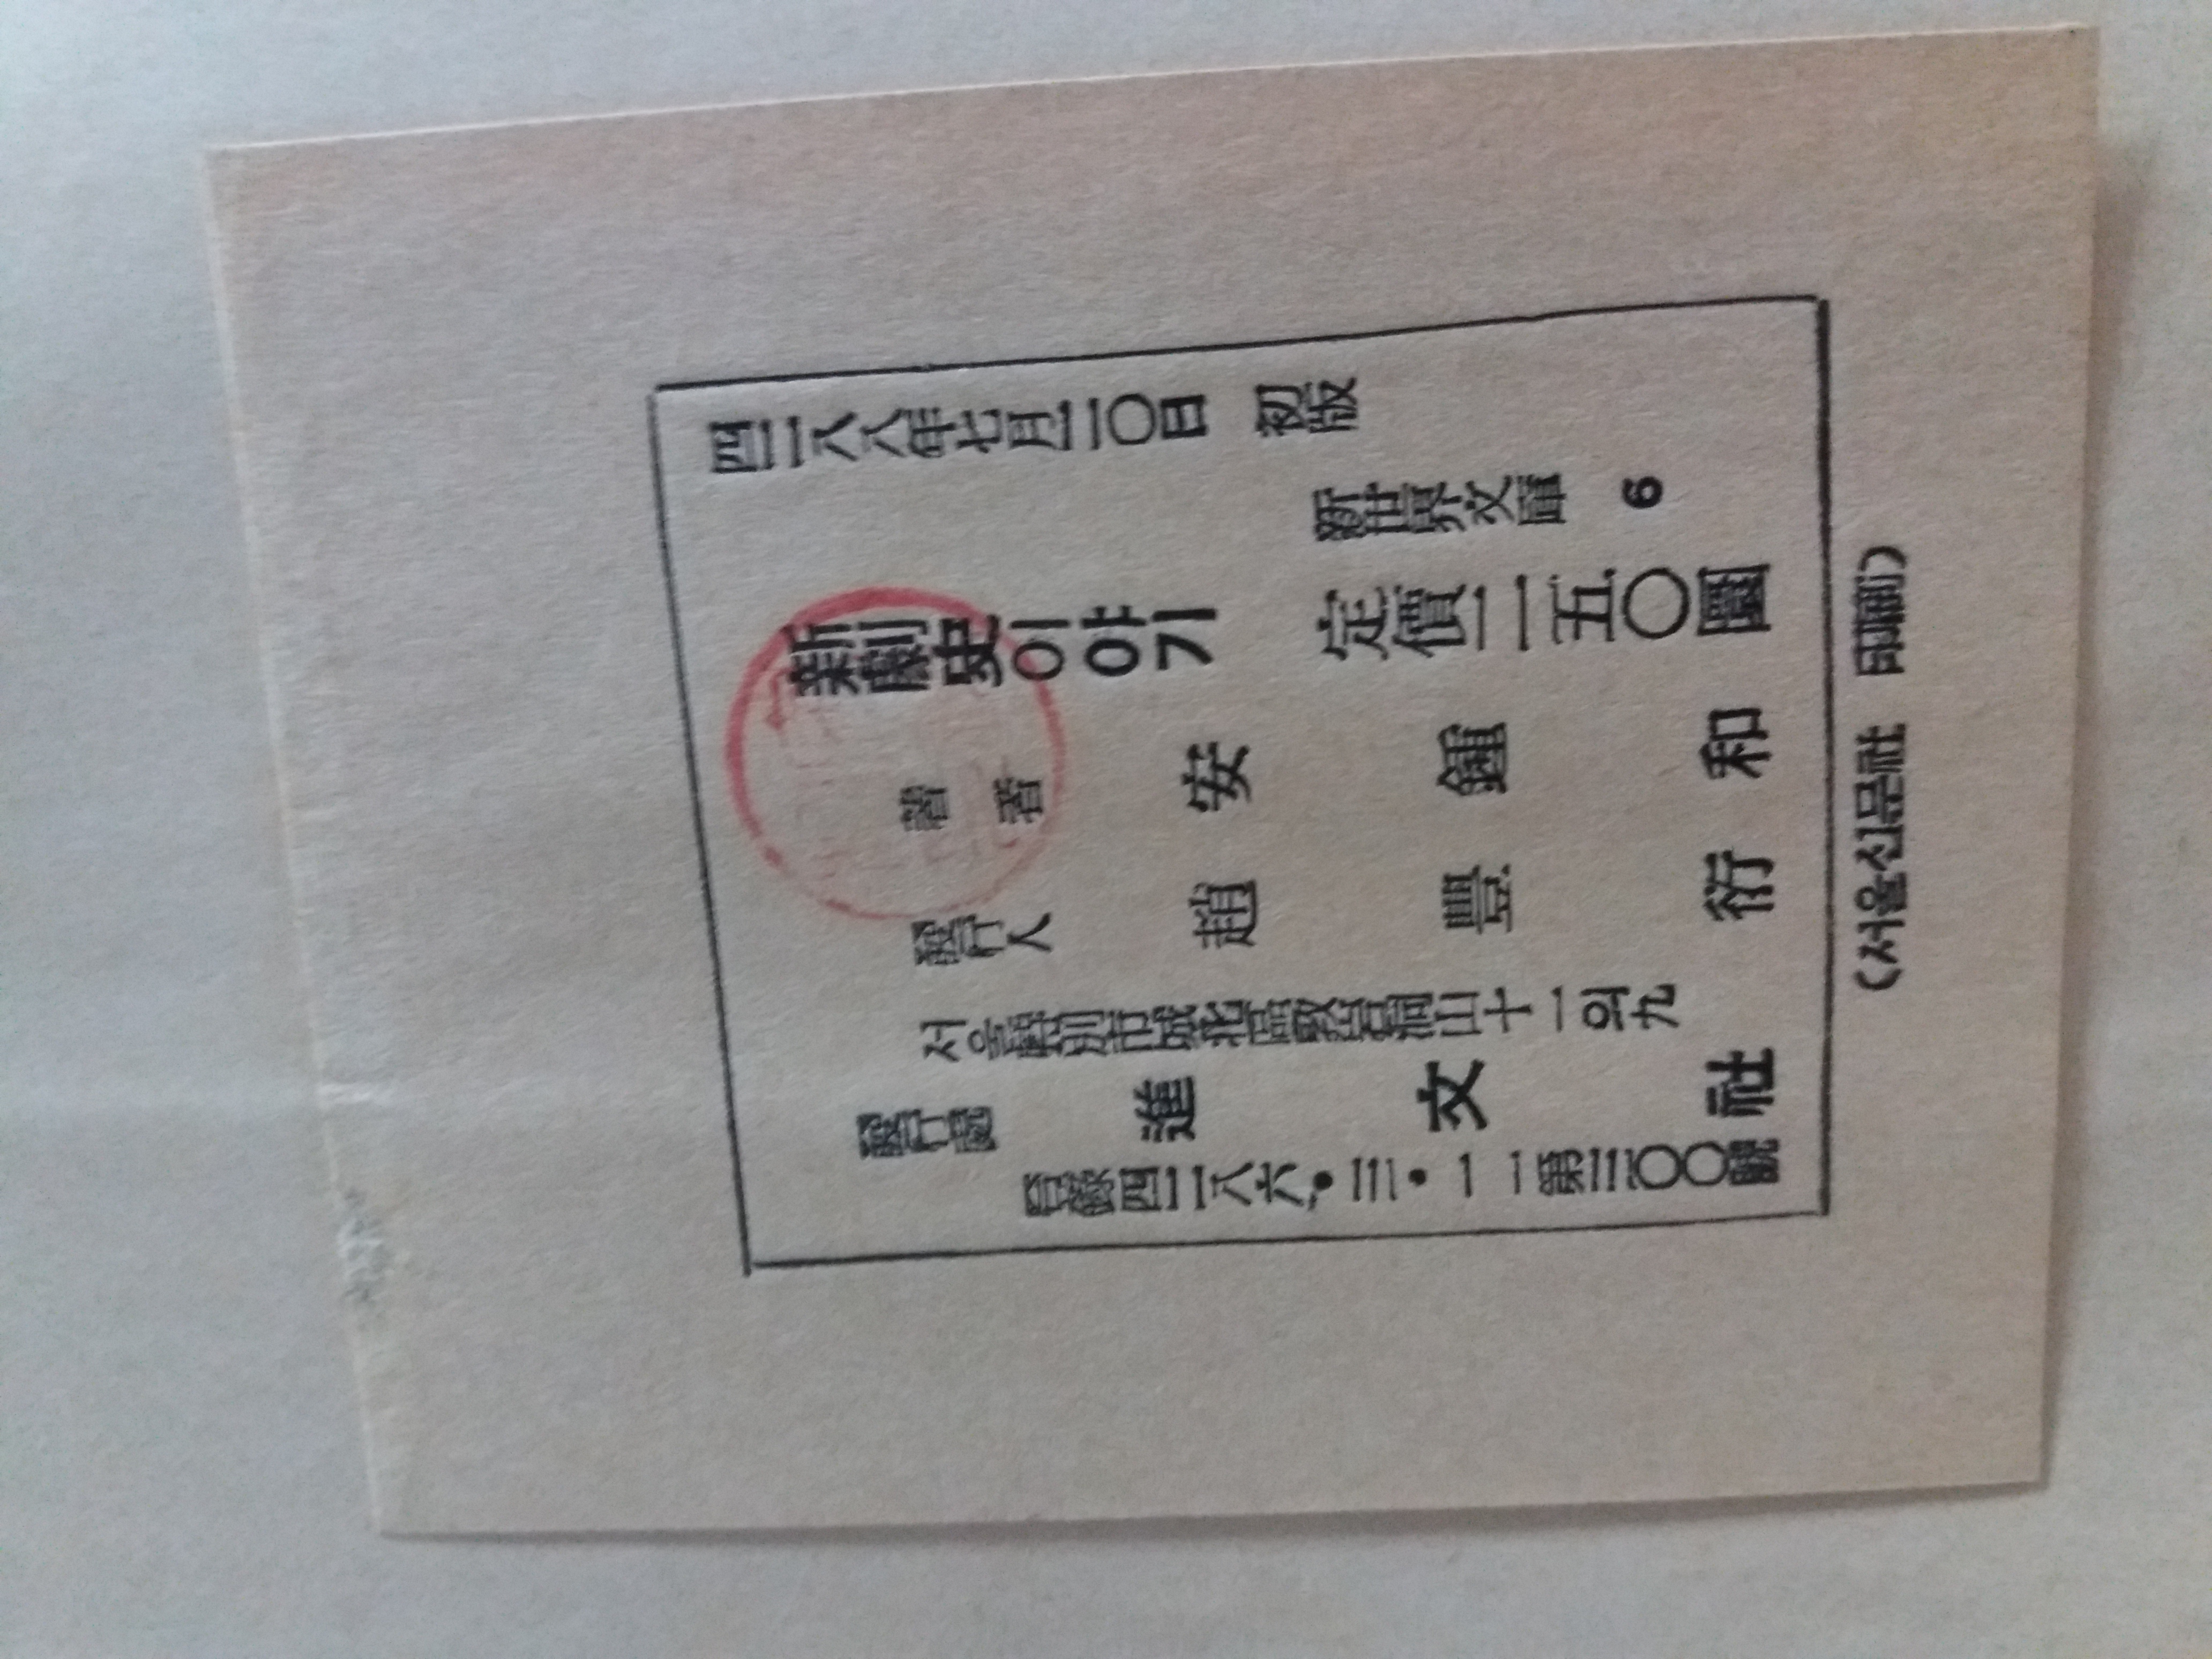 四二八八年七月二〇日 初版
新世界文庫 6
新劇史이야기 定價二五〇圜
著者 安鍾和
發行人 趙豐衍
서울特別市城北區敦岩洞山十一의九
發行處 進文社
登錄四二八六・三・一一第三〇〇號
(서울신문社 印刷)